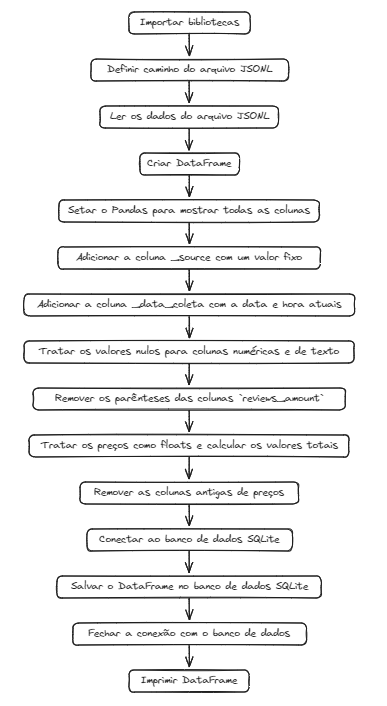 Importar bibliotecas
Definir caminho do arquivo JSONL
Ler os dados do arquivo JSONL
Criar DataFrame
Setar o Pandas para mostrar todas as colunas
Adicionar a coluna _source com um valor fixo
Adicionar a coluna _data_coleta com a data e hora atuais
Tratar os valores nulos para colunas numéricas e de texto
Remover os parênteses das colunas `reviews_amount`
Tratar os preços como floats e calcular os valores totais
Remover as colunas antigas de preços
Conectar ao banco de dados SQLite
Salvar o DataFrame no banco de dados SQLite
Fechar a conexão com o banco de dados
Imprimir DataFrame